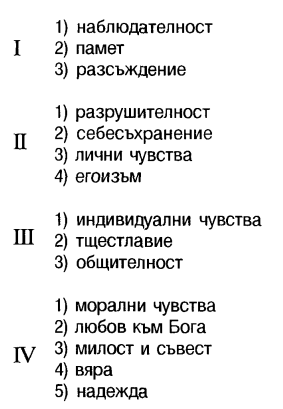 I
1) наблюдателност
2) памет
3) разсъждение
II
1) разрушителност
2) себесъхранение
3) лични чувства
4) егоизъм
III
1) индивидуални чувства
2) тщестлавие
3) общителност
IV
1) морални чувства
2) любов към Бога
3) милост и съвест
4) вяра
5) надежда